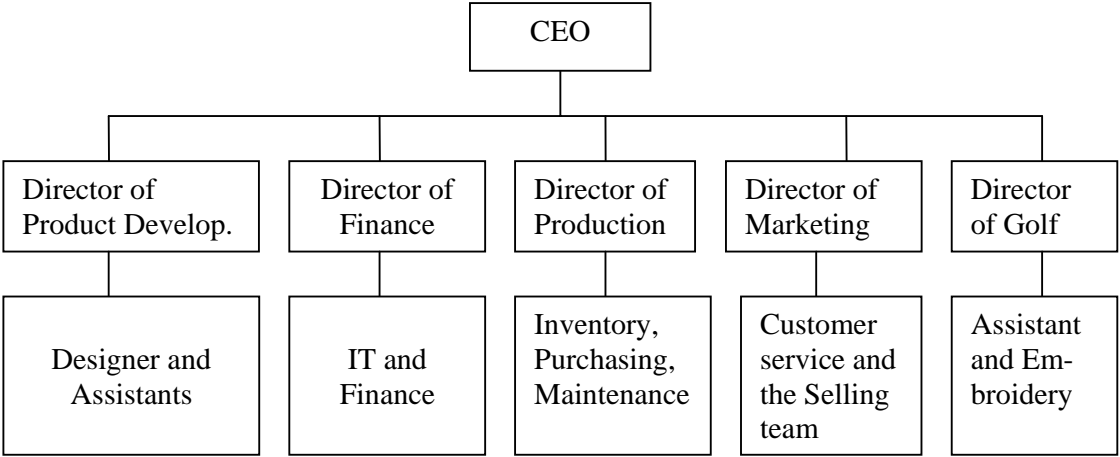 CEO
Director of
Product Develop.
Director of
Finance
Director of
Production
Director of
Marketing
Director
of Golf
Designer and
Assistants
IT and
Finance
Inventory,
Purchasing,
Maintenance
Customer
service and
the Selling
team
Assistant
and Em-
broidery